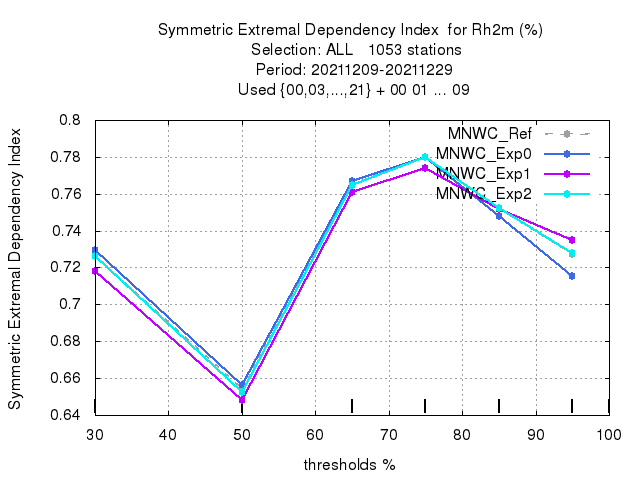 Symmetric Extremal Dependency Index for Rh2m (%)
Selection: ALL 1053 stations
Period: 20211209-20211229
Used {00,03,...,21} + 00 01 ... 09
Symmetric Extremal Dependency Index
0.8
0.78
0.76
0.74
0.72
0.7
0.68
0.66
0.64
MNWC_Ref
MNWC_Exp0
MNWC_Exp1
MNWC_Exp2
30 40 50 60 70 80 90 100
thresholds %